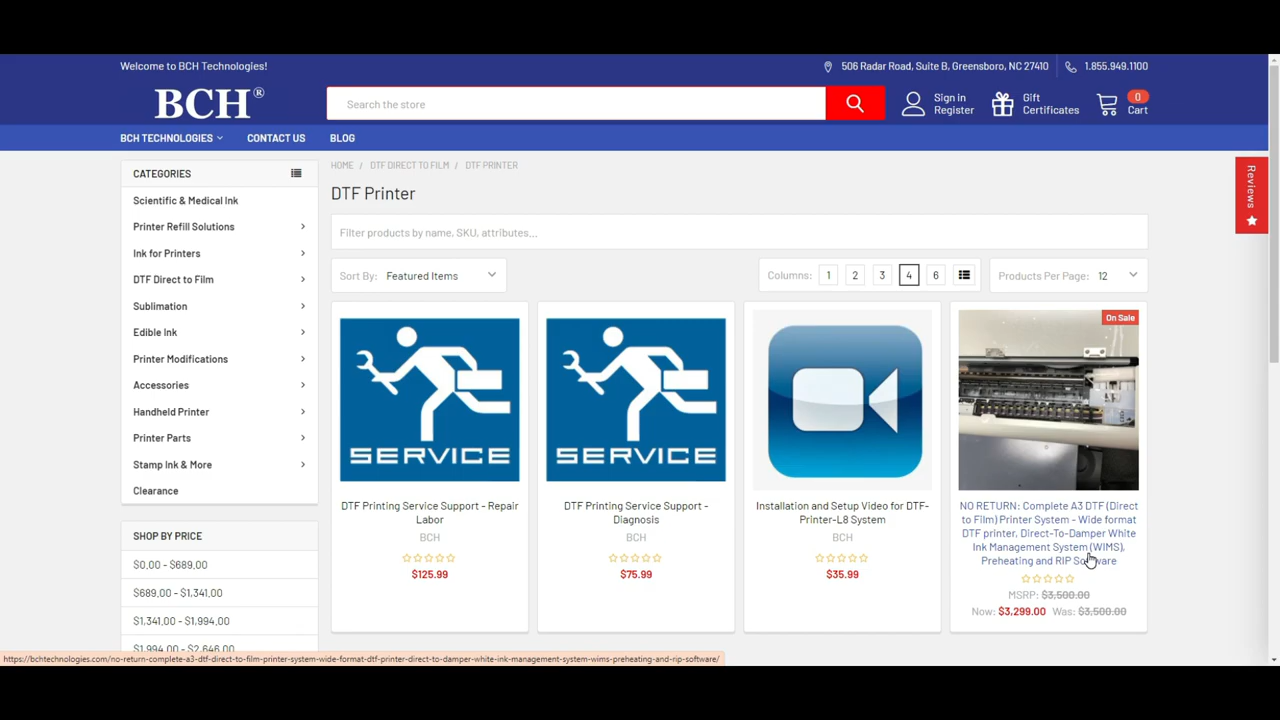 Welcome to BCH Technologies!
506 Radar Road, Suite B, Greensboro, NC 27410
1.855.949.1100
BCH®
Search the store
Sign in
Register
Gift
Certificates
0
Cart
BCH TECHNOLOGIES
CONTACT US
BLOG
CATEGORIES
Scientific & Medical Ink
Printer Refill Solutions
Ink for Printers
DTF Direct to Film
Sublimation
Edible Ink
Printer Modifications
Accessories
Handheld Printer
Printer Parts
Stamp Ink & More
Clearance
SHOP BY PRICE
$0.00 - $689.00
$689.00 - $1,341.00
$1,341.00 - $1,994.00
$1,994.00 - $2,646.00
HOME / DTF DIRECT TO FILM / DTF PRINTER
DTF Printer
Filter products by name, SKU, attributes...
Sort By: Featured Items
Columns: 1 2 3 4 6
Products Per Page: 12
Reviews
SERVICE
DTF Printing Service Support - Repair
Labor
BCH
$125.99
SERVICE
DTF Printing Service Support -
Diagnosis
BCH
$75.99
Installation and Setup Video for DTF-
Printer-L8 System
BCH
$35.99
On Sale
NO RETURN: Complete A3 DTF (Direct
to Film) Printer System - Wide format
DTF printer, Direct-To-Damper White
Ink Management System (WIMS),
Preheating and RIP Software
MSRP: $3,500.00
Now: $3,299.00 Was: $3,500.00
https://bchtechnologies.com/no-return-complete-a3-dtf-direct-to-film-printer-system-wide-format-dtf-printer-direct-to-damper-white-ink-management-system-wims-preheating-and-rip-software/